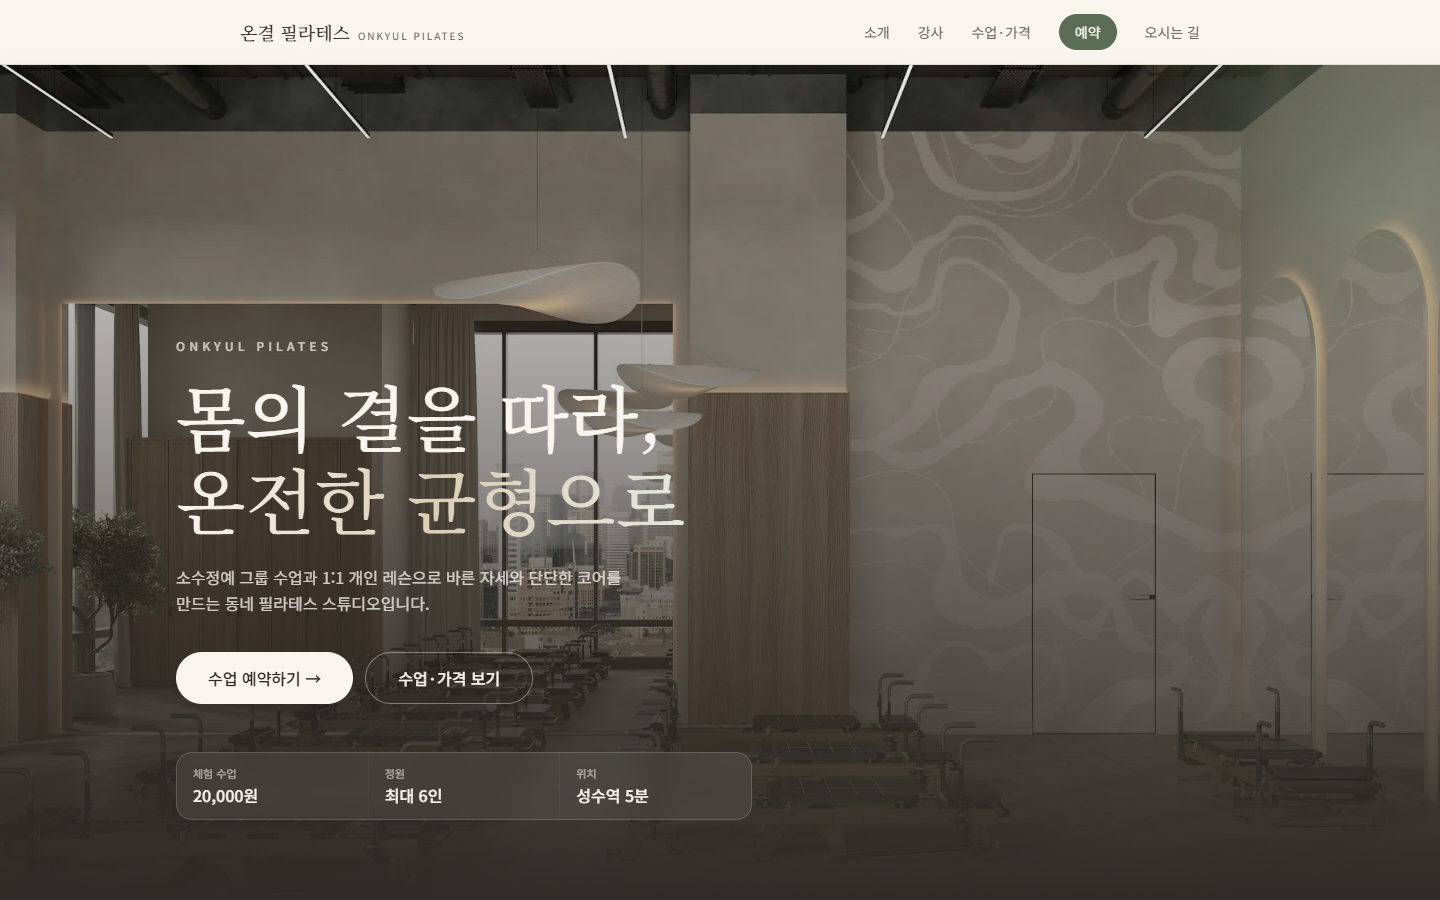 온결 필라테스 ONKYUL PILATES
소개 강사 수업·가격 예약 오시는 길
ONKYUL PILATES
몸의 결을 따라,
온전한 균형으로
소수정예 그룹 수업과 1:1 개인 레슨으로 바른 자세와 단단한 코어를
만드는 동네 필라테스 스튜디오입니다.
수업 예약하기 → 수업·가격 보기
체험 수업 정원 위치
20,000원 최대 6인 성수역 5분